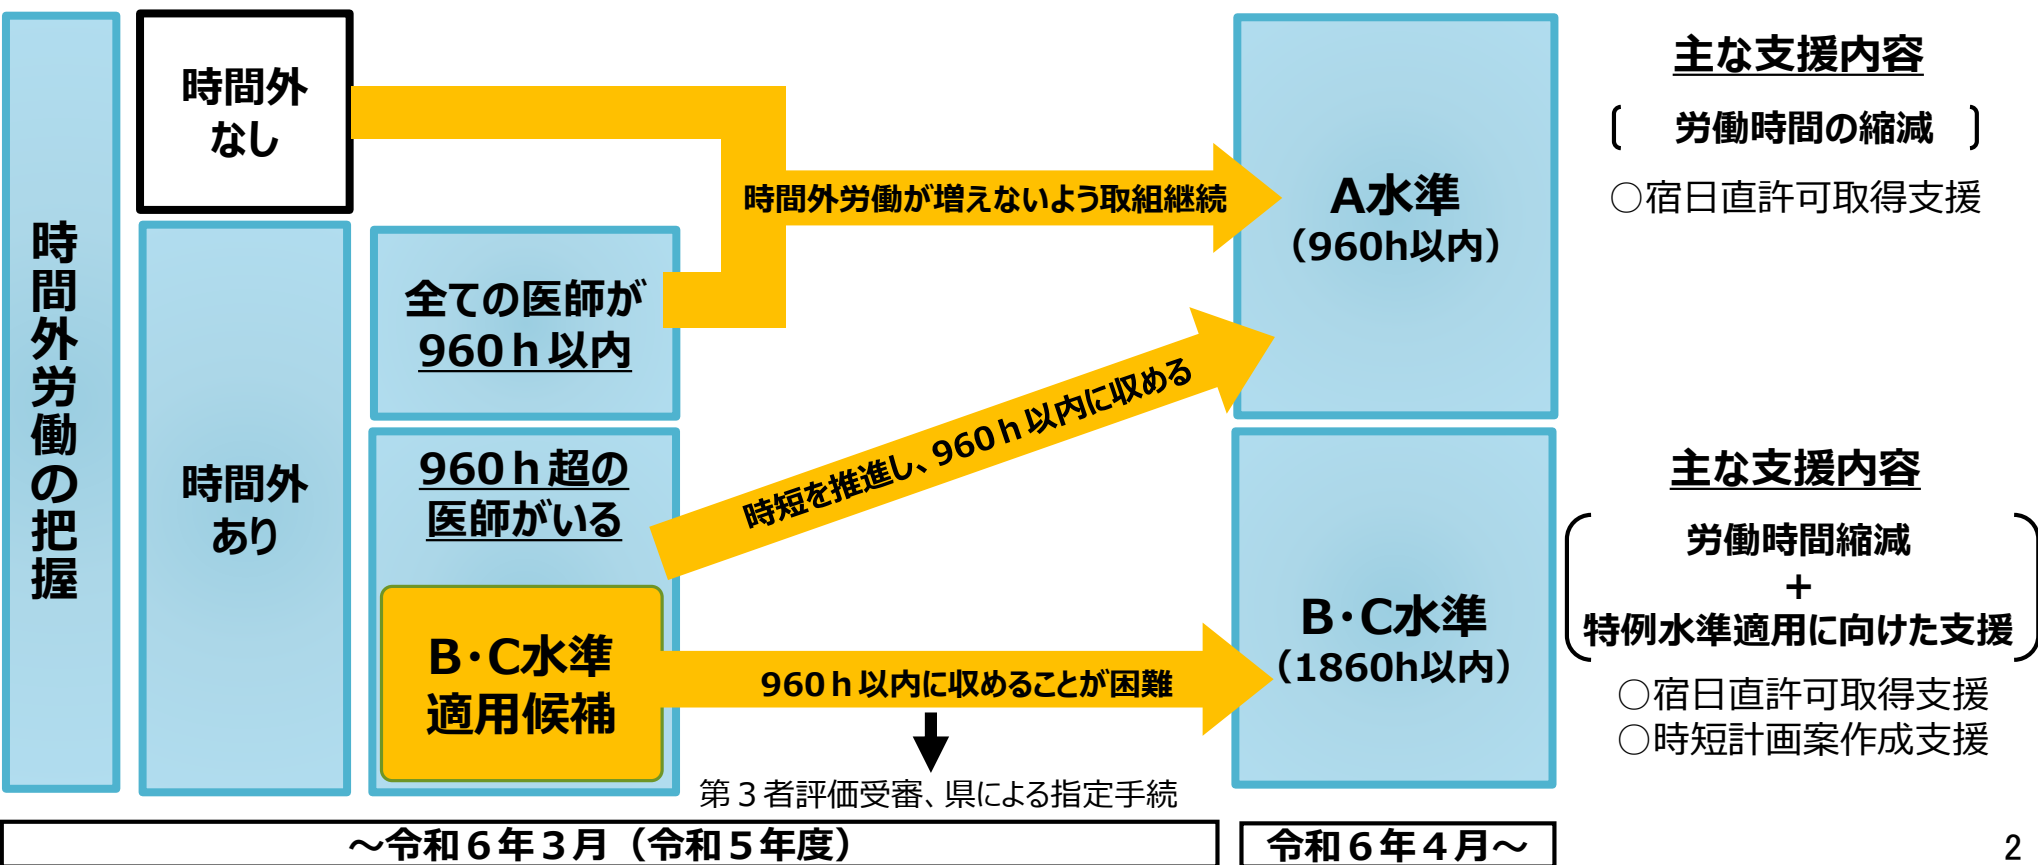 時間外労働の把握
時間外
なし
時間外
あり
全ての医師が
960ｈ以内
960ｈ超の
医師がいる
B・C水準
適用候補
時間外労働が増えないよう取組継続
時短を推進し、960ｈ以内に収める
960ｈ以内に収めることが困難
第３者評価受審、県による指定手続
A水準
（960h以内）
B・C水準
（1860h以内）
主な支援内容
労働時間の縮減
○宿日直許可取得支援
主な支援内容
労働時間縮減
＋
特例水準適用に向けた支援
○宿日直許可取得支援
○時短計画案作成支援
～令和６年３月（令和５年度）
令和６年４月～
2